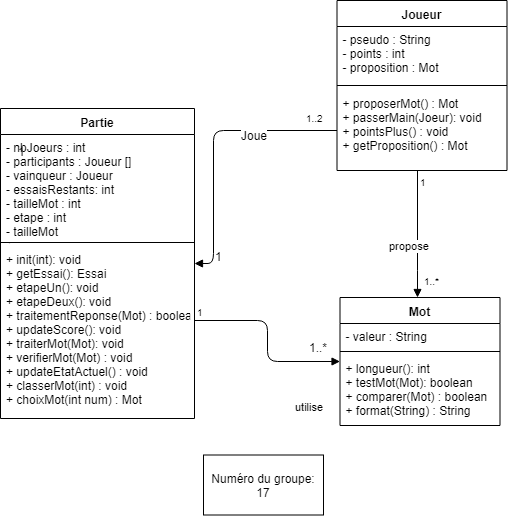 Joueur
- pseudo : String
- points : int
- proposition : Mot
+ proposerMot() : Mot
+ passerMain(Joeur): void
+ pointsPlus() : void
+ getProposition() : Mot
1..2
Joue
1
Partie
- nbJoeurs : int
- participants : Joueur []
- vainqueur : Joueur
- essaisRestants: int
- tailleMot : int
- etape : int
- tailleMot
+ init(int): void
+ getEssai(): Essai
+ etapeUn(): void
+ etapeDeux(): void
+ traitementReponse(Mot) : boolea
+ updateScore(): void
+ traiterMot(Mot): void
+ verifierMot(Mot) : void
+ updateEtatActuel() : void
+ classerMot(int) : void
+ choixMot(int num) : Mot
1
propose
1..*
1
1..*
utilise
Mot
- valeur : String
+ longueur(): int
+ testMot(Mot): boolean
+ comparer(Mot) : boolean
+ format(String) : String
Numéro du groupe:
17